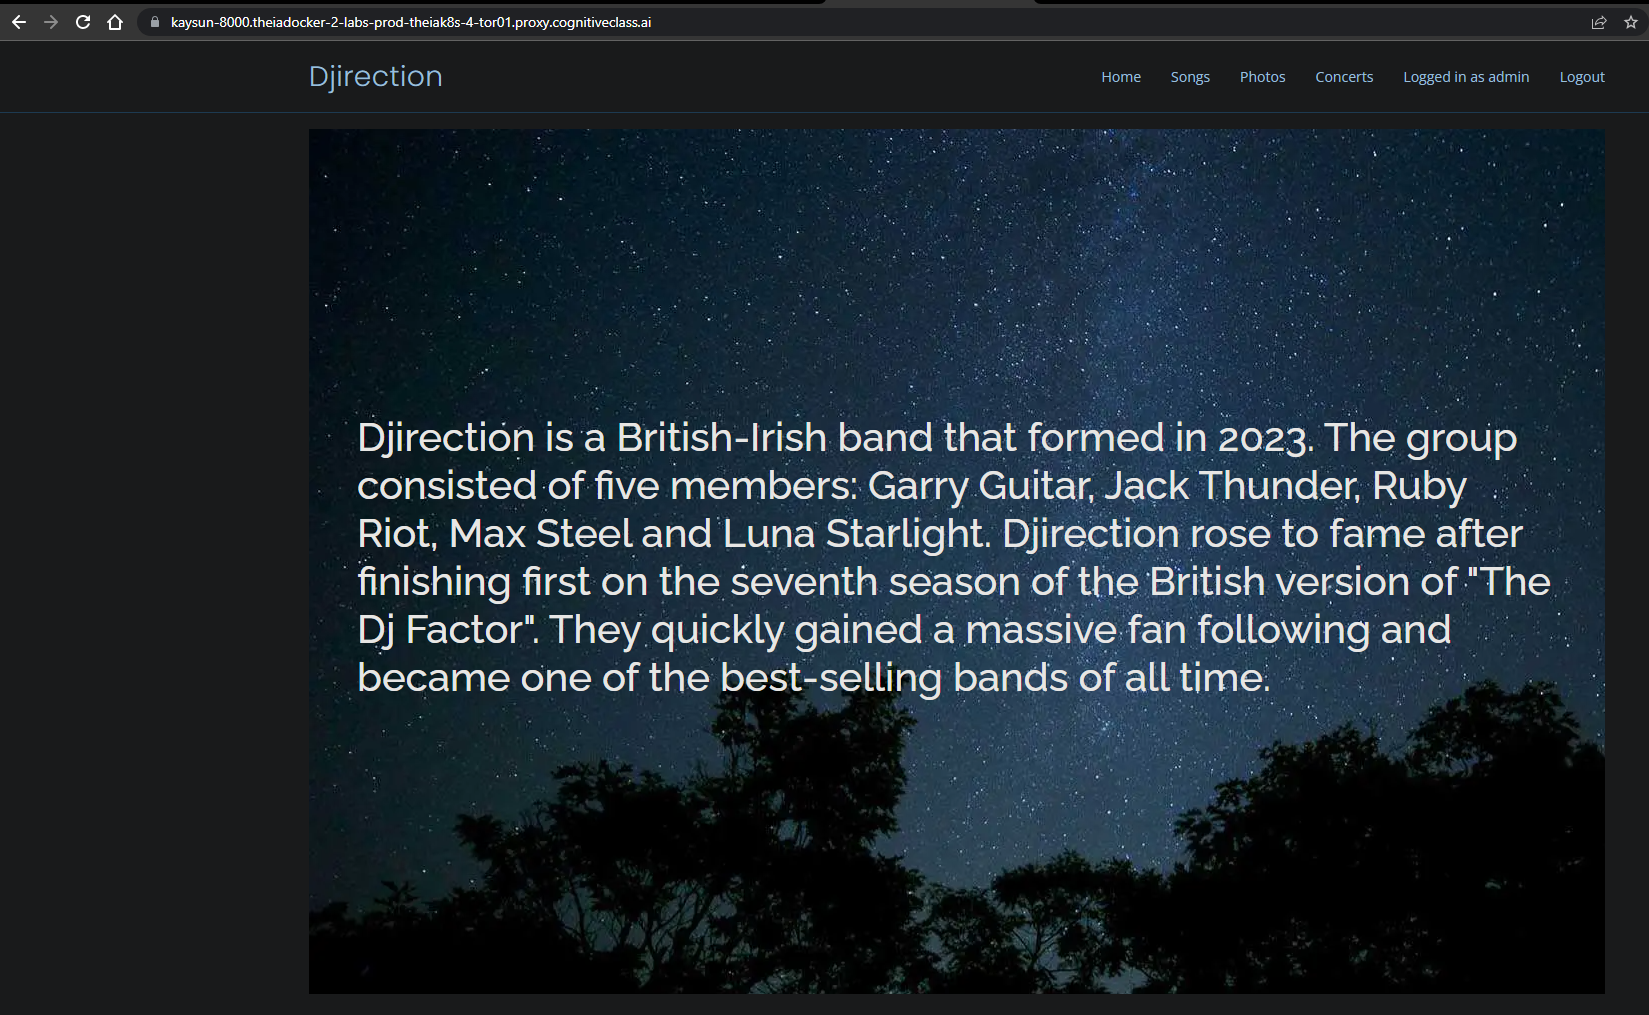 kaysun-8000.theiadocker-2-labs-prod-theiak8s-4-tor01.proxy.cognitiveclass.ai
Djirection
Home Songs Photos Concerts Logged in as admin Logout
Djirection is a British-Irish band that formed in 2023. The group
consisted of five members: Garry Guitar, Jack Thunder, Ruby
Riot, Max Steel and Luna Starlight. Djirection rose to fame after
finishing first on the seventh season of the British version of "The
Dj Factor". They quickly gained a massive fan following and
became one of the best-selling bands of all time.